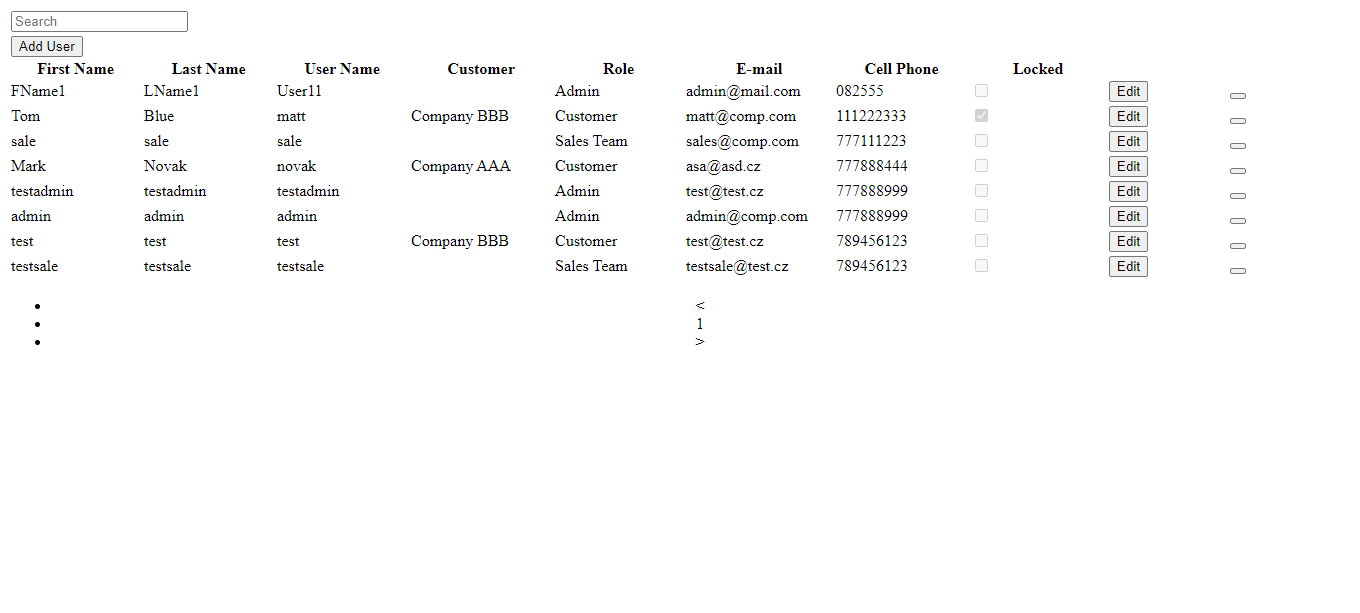 Search
Add User
First Name Last Name User Name Customer Role E-mail Cell Phone Locked
FName1 LName1 User11 Admin admin@mail.com 082555 Edit
Tom Blue matt Company BBB Customer matt@comp.com 111222333 Edit
sale sale sale Sales Team sales@comp.com 777111223 Edit
Mark Novak novak Company AAA Customer asa@asd.cz 777888444 Edit
testadmin testadmin testadmin Admin test@test.cz 777888999 Edit
admin admin admin Admin admin@comp.com 777888999 Edit
test test test Company BBB Customer test@test.cz 789456123 Edit
testsale testsale testsale Sales Team testsale@test.cz 789456123 Edit
<
1
>